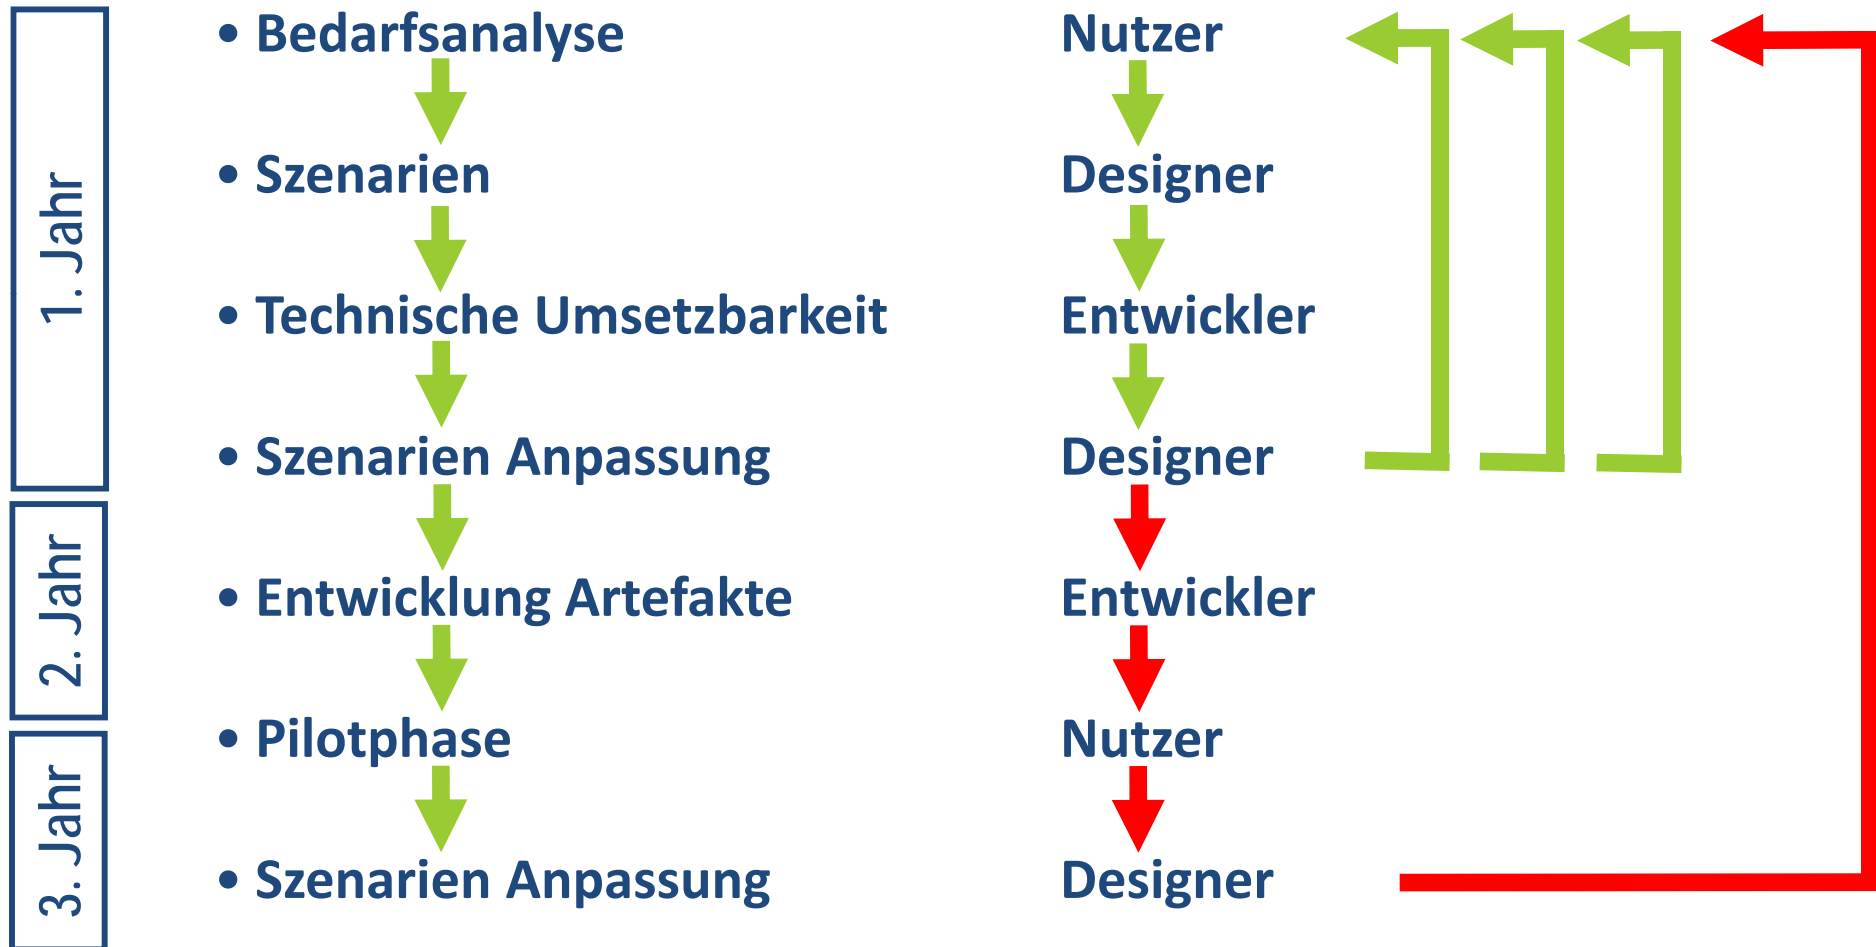 1. Jahr
• Bedarfsanalyse Nutzer
• Szenarien Designer
• Technische Umsetzbarkeit Entwickler
• Szenarien Anpassung Designer
2. Jahr
• Entwicklung Artefakte Entwickler
• Pilotphase Nutzer
3. Jahr
• Szenarien Anpassung Designer